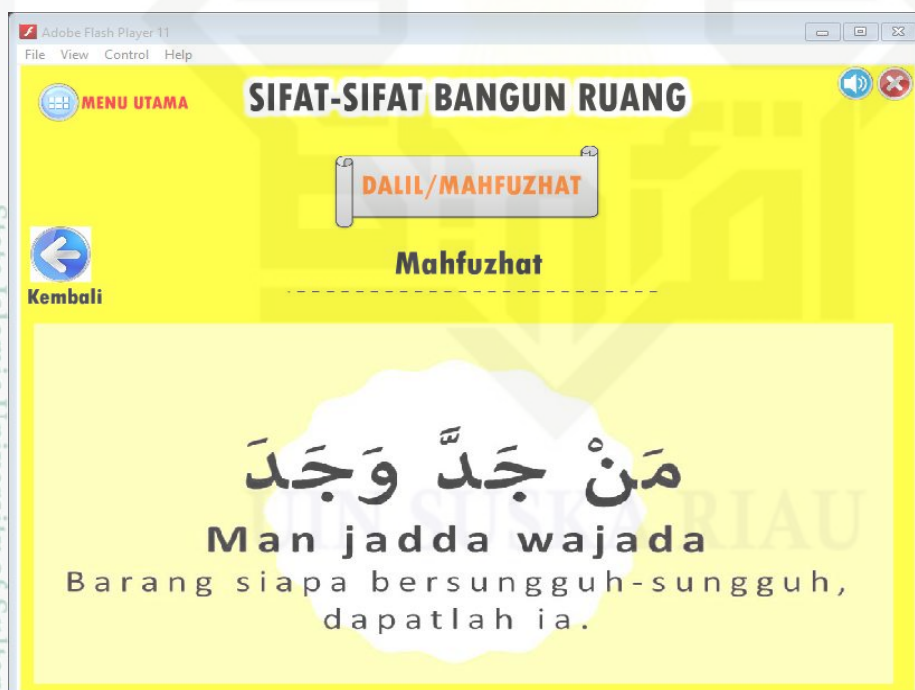 Adobe Flash Player 11
File View Control Help
MENU UTAMA
SIFAT-SIFAT BANGUN RUANG
DALIL/MAHFUZHAT
Kembali
Mahfuzhat
مَنْ جَدَّ وَجَدَ
Man jadda wajada
Barang siapa bersungguh-sungguh,
dapatlah ia.
UIN SUSKA RIAU